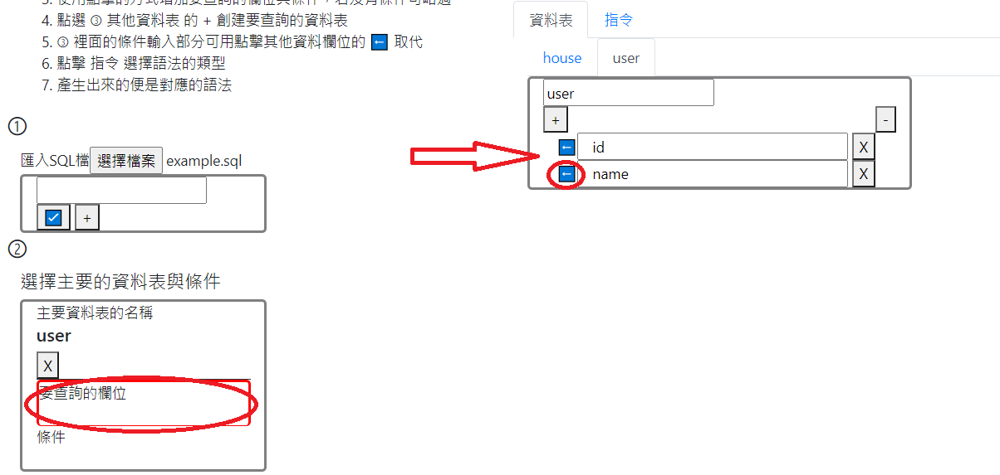 3. 使用點擊的方式增加要查詢的欄位與條件，若沒有條件可略過
4. 點選 ③ 其他資料表 的 + 創建要查詢的資料表
5. ③ 裡面的條件輸入部分可用點擊其他資料欄位的 ← 取代
6. 點擊 指令 選擇語法的類型
7. 產生出來的便是對應的語法
①
匯入SQL檔 選擇檔案 example.sql
+
②
選擇主要的資料表與條件
主要資料表的名稱
user
X
要查詢的欄位
條件
資料表 指令
house user
user
+ -
← id X
← name X